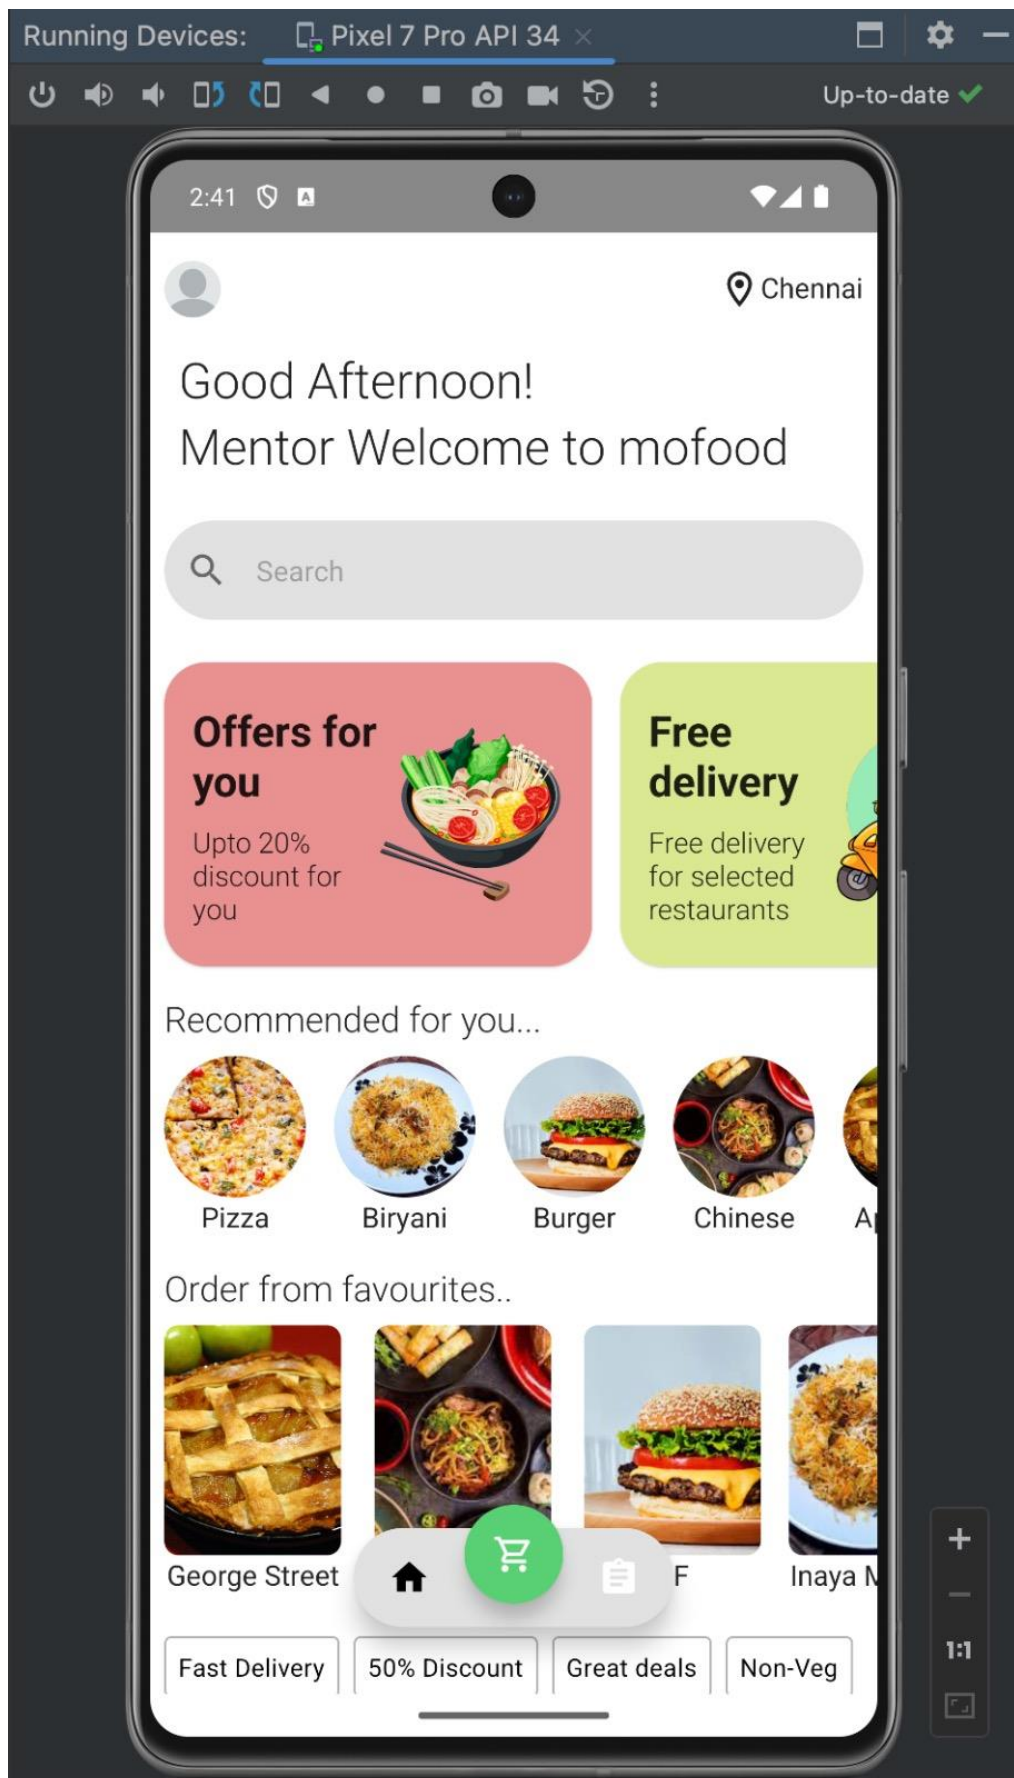 Running Devices: Pixel 7 Pro API 34
Up-to-date
2:41 A
Chennai
Good Afternoon!
Mentor Welcome to mofood
Search
Offers for
you
Upto 20%
discount for
you
Free
delivery
Free delivery
for selected
restaurants
Recommended for you...
Pizza Biryani Burger Chinese
Order from favourites..
George Street F Inaya
Fast Delivery 50% Discount Great deals Non-Veg
1:1